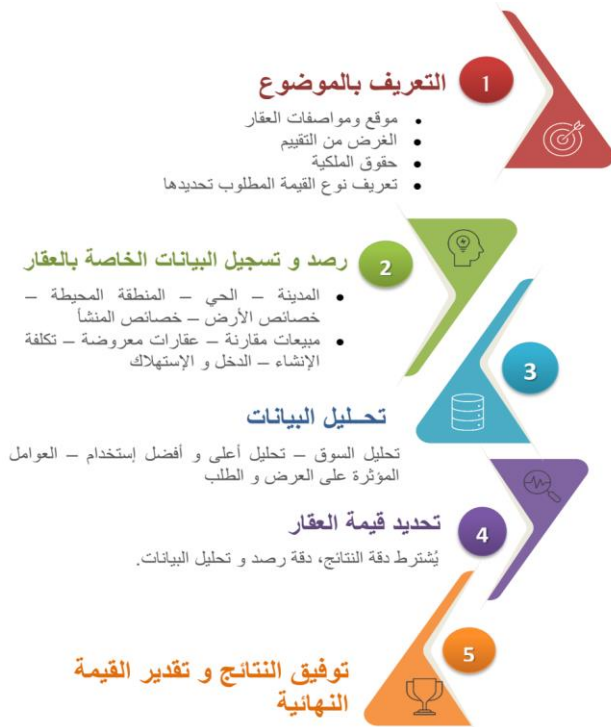 1
التعريف بالموضوع
• موقع ومواصفات العقار
• الغرض من التقييم
• حقوق الملكية
• تعريف نوع القيمة المطلوب تحديدها
2
رصد و تسجيل البيانات الخاصة بالعقار
• المدينة – الحي – المنطقة المحيطة –
خصائص الأرض – خصائص المنشأ
• مبيعات مقارنة – عقارات معروضة – تكلفة
الإنشاء – الدخل و الإستهلاك
3
تحــليل البيانات
تحليل السوق – تحليل أعلى و أفضل إستخدام – العوامل
المؤثرة على العرض و الطلب
4
تحديد قيمة العقار
يُشترط دقة النتائج، دقة رصد و تحليل البيانات.
5
توفيق النتائج و تقدير القيمة
النهائية